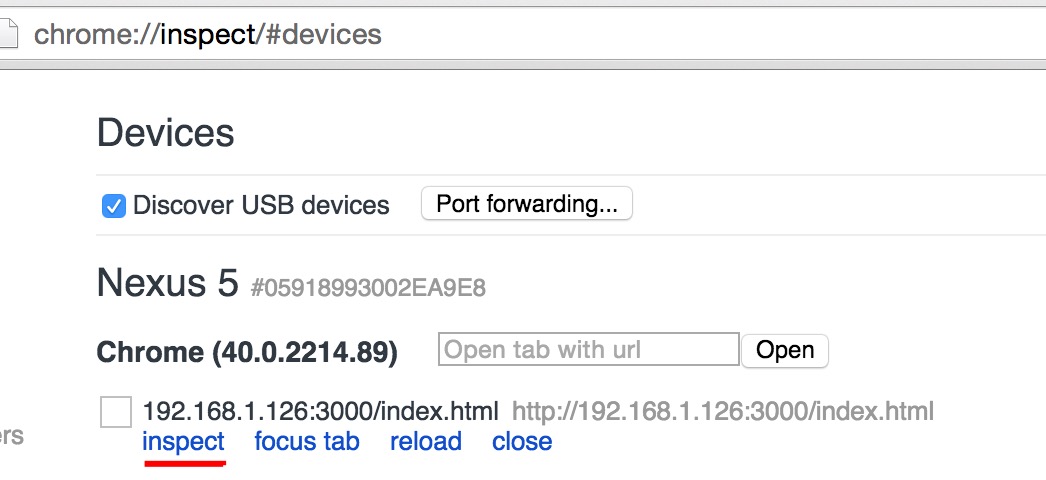 chrome://inspect/#devices
Devices
Discover USB devices Port forwarding...
Nexus 5 #05918993002EA9E8
Chrome (40.0.2214.89) Open tab with url Open
192.168.1.126:3000/index.html http://192.168.1.126:3000/index.html
ers
inspect focus tab reload close